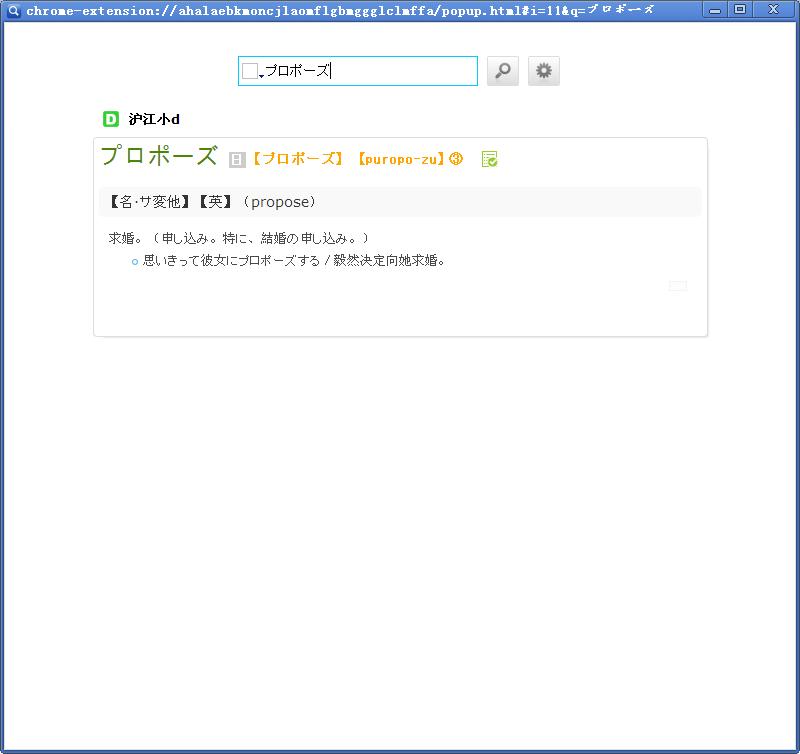 chrome-extension://ahalaebkmoncjlaomflgbmggglclmffa/popup.html#i=11&q=プロポーズ
プロポーズ
D 沪江小d
プロポーズ 日【プロポーズ】【puropo-zu】③
【名·サ変他】【英】（propose）
求婚。（申し込み。特に、結婚の申し込み。）
思いきって彼女にプロポーズする / 毅然决定向她求婚。